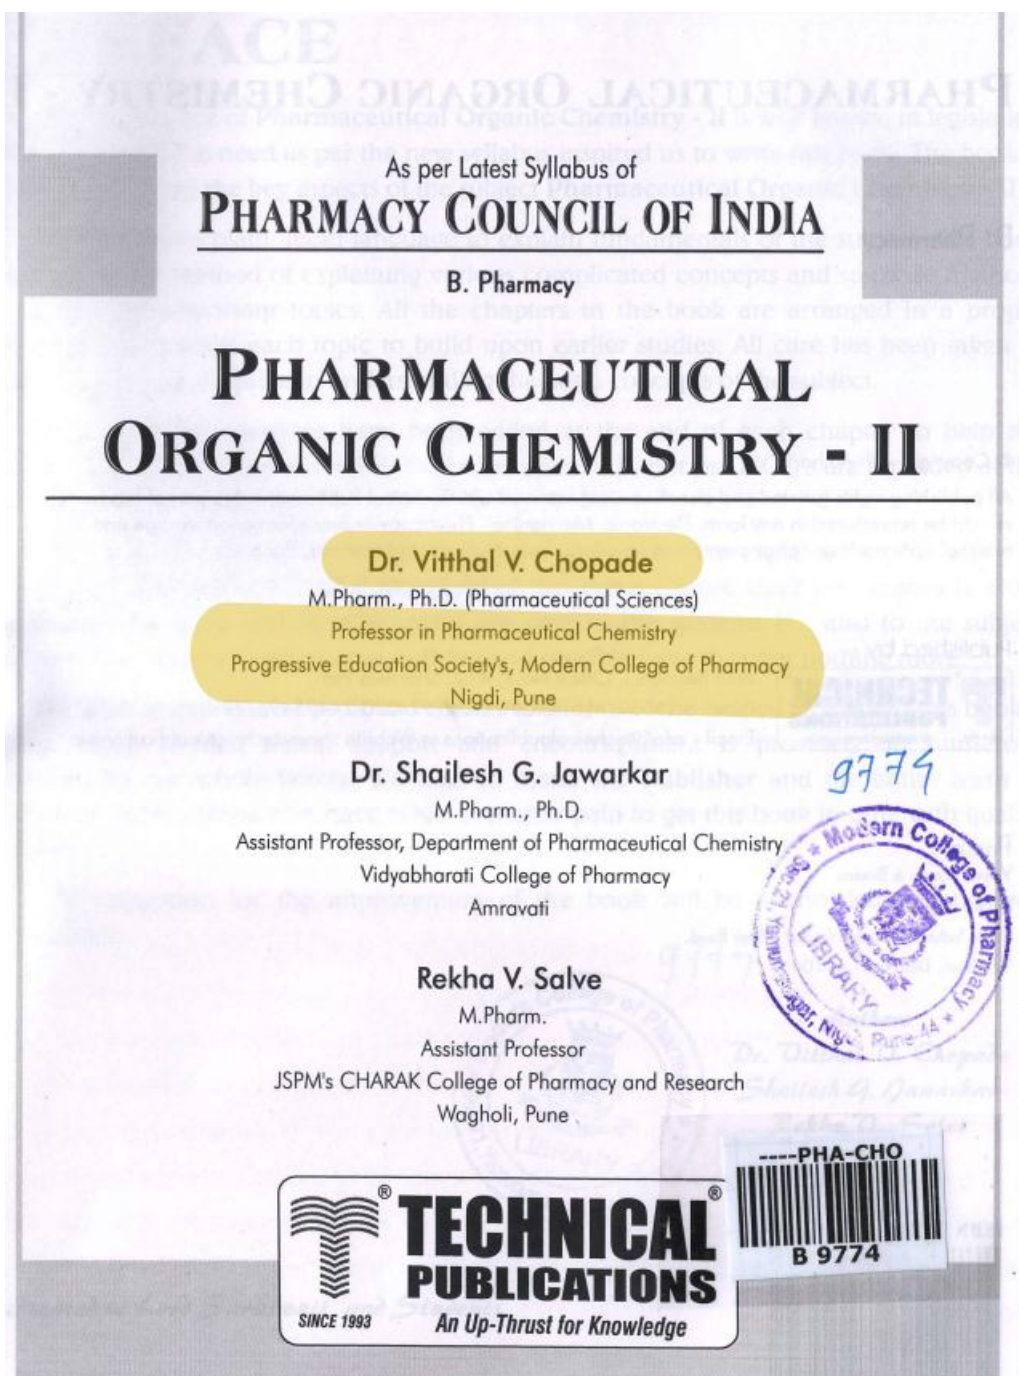 As per Latest Syllabus of
PHARMACY COUNCIL OF INDIA
B. Pharmacy
PHARMACEUTICAL
ORGANIC CHEMISTRY - II
Dr. Vitthal V. Chopade
M.Pharm., Ph.D. (Pharmaceutical Sciences)
Professor in Pharmaceutical Chemistry
Progressive Education Society's, Modern College of Pharmacy
Nigdi, Pune
Dr. Shailesh G. Jawarkar
M.Pharm., Ph.D.
Assistant Professor, Department of Pharmaceutical Chemistry
Vidyabharati College of Pharmacy
Amravati
9774
Modern College of Pharmacy
LIBRARY
Pune-44
Rekha V. Salve
M.Pharm.
Assistant Professor
JSPM's CHARAK College of Pharmacy and Research
Wagholi, Pune
----PHA-CHO
B 9774
® TECHNICAL ®
PUBLICATIONS
SINCE 1993
An Up-Thrust for Knowledge